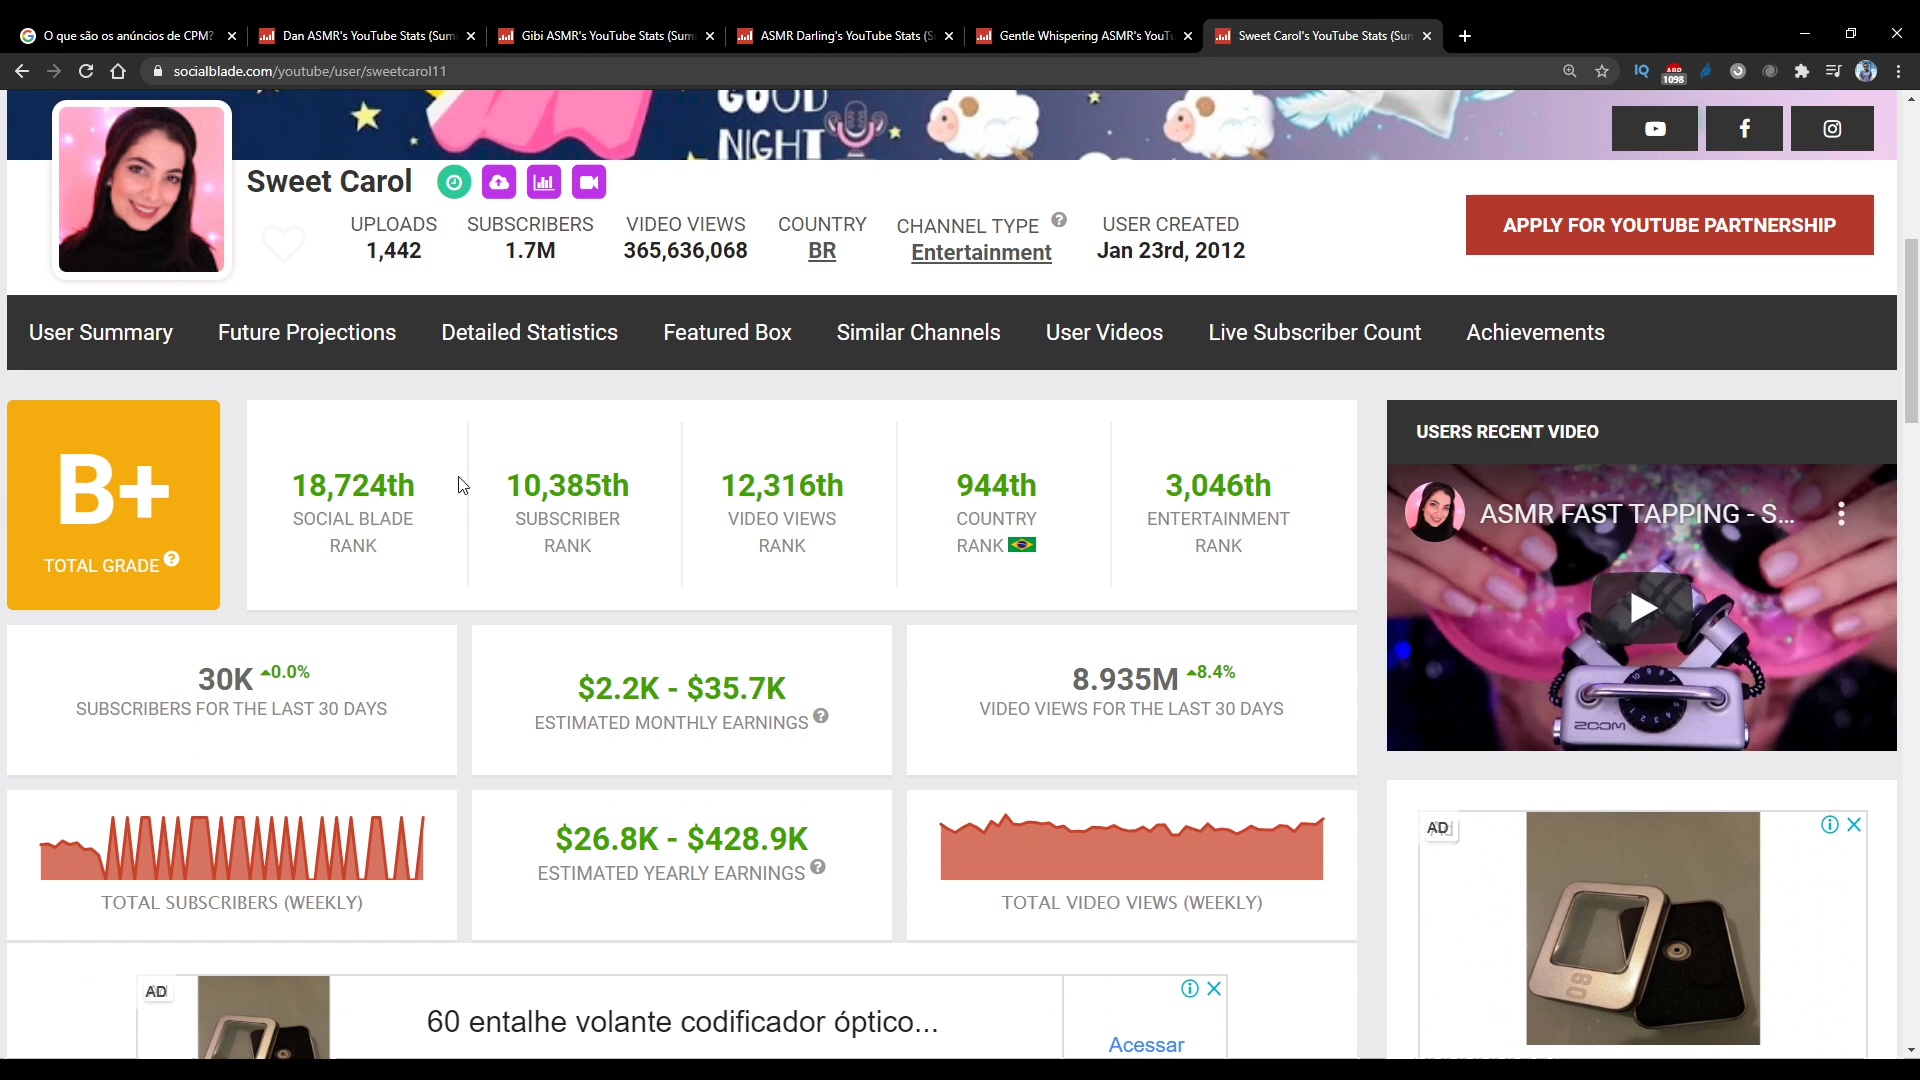 O que são os anúncios de CPM?
Dan ASMR's YouTube Stats (Sum
Gibi ASMR's YouTube Stats (Sum
ASMR Darling's YouTube Stats (S
Gentle Whispering ASMR's YouT
Sweet Carol's YouTube Stats (Sum
socialblade.com/youtube/user/sweetcarol11
IQ
1098
GOOD
NIGHT
Sweet Carol
UPLOADS
1,442
SUBSCRIBERS
1.7M
VIDEO VIEWS
365,636,068
COUNTRY
BR
CHANNEL TYPE ?
Entertainment
USER CREATED
Jan 23rd, 2012
APPLY FOR YOUTUBE PARTNERSHIP
User Summary
Future Projections
Detailed Statistics
Featured Box
Similar Channels
User Videos
Live Subscriber Count
Achievements
B+
TOTAL GRADE ?
18,724th
SOCIAL BLADE
RANK
10,385th
SUBSCRIBER
RANK
12,316th
VIDEO VIEWS
RANK
944th
COUNTRY
RANK
3,046th
ENTERTAINMENT
RANK
USERS RECENT VIDEO
ASMR FAST TAPPING - S...
ZOOM
30K 0.0%
SUBSCRIBERS FOR THE LAST 30 DAYS
$2.2K - $35.7K
ESTIMATED MONTHLY EARNINGS ?
8.935M 8.4%
VIDEO VIEWS FOR THE LAST 30 DAYS
TOTAL SUBSCRIBERS (WEEKLY)
$26.8K - $428.9K
ESTIMATED YEARLY EARNINGS ?
TOTAL VIDEO VIEWS (WEEKLY)
AD
60
AD
60 entalhe volante codificador óptico...
Acessar